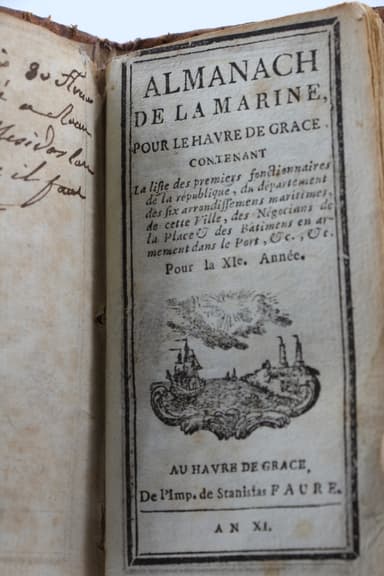 ALMANACH
DE LA MARINE,
POUR LE HAVRE DE GRACE.
CONTENANT
La liste des premiers fonctionnaires
de la république, du département
des six arrondissemens maritimes,
de cette Ville, des Négocians de
la Place & des Bâtimens en ar-
mement dans le Port, &c., &c.
Pour la XIe. Année.
AU HAVRE DE GRACE,
De l'Imp. de Stanislas FAURE.
AN XI.
il faut